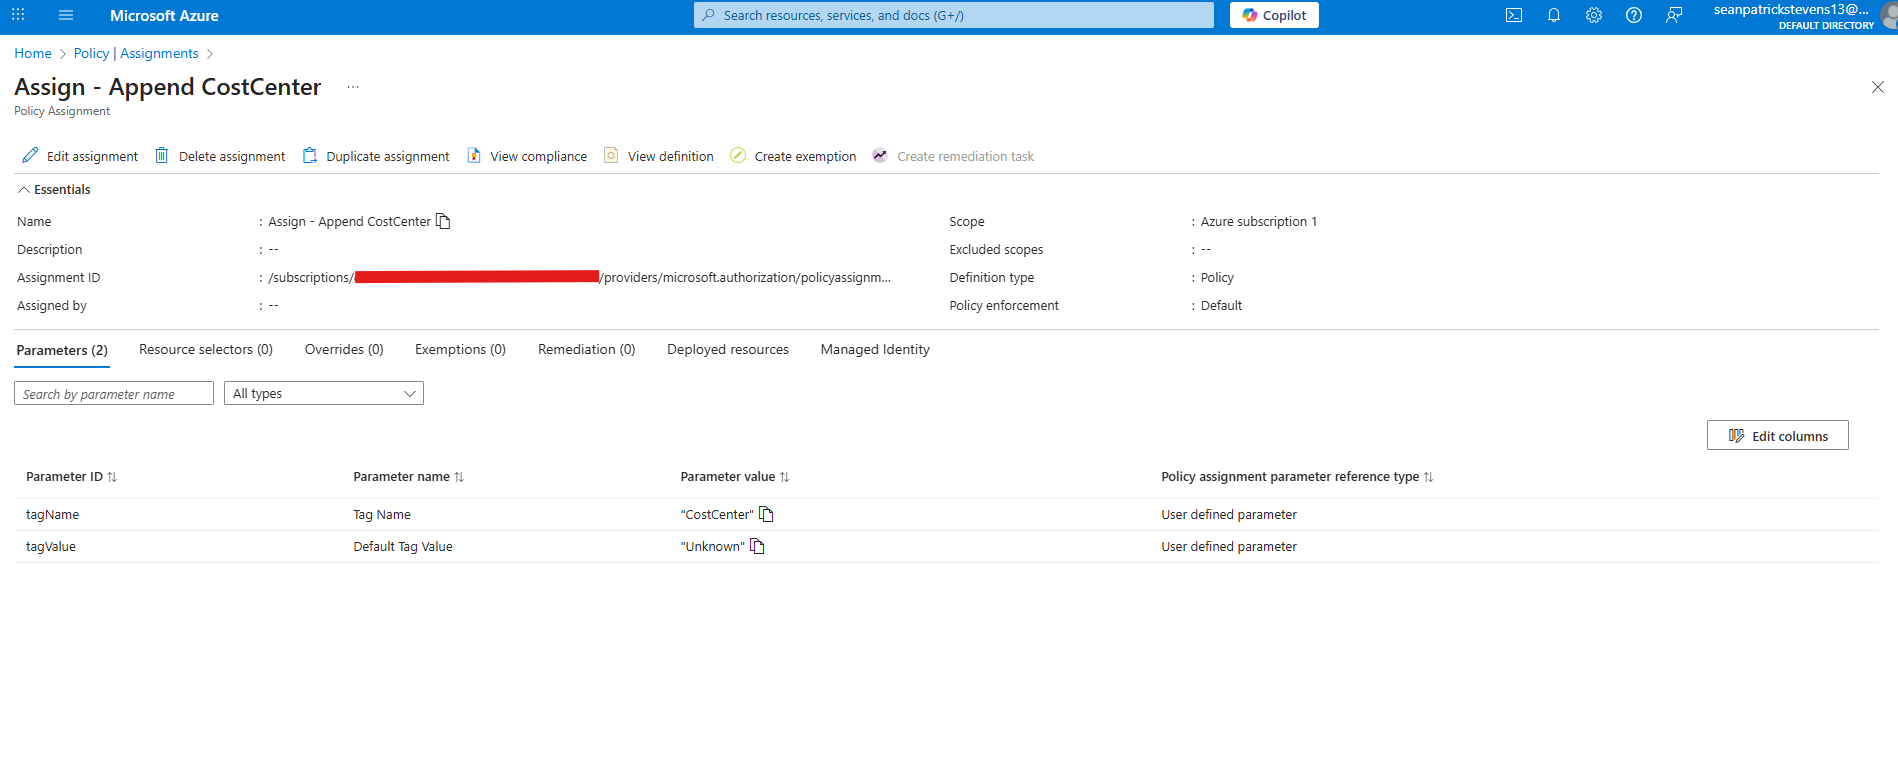 Microsoft Azure
Search resources, services, and docs (G+/)
Copilot
seanpatrickstevens13@...
DEFAULT DIRECTORY
Home > Policy | Assignments >
Assign - Append CostCenter ...
Policy Assignment
Edit assignment Delete assignment Duplicate assignment View compliance View definition Create exemption Create remediation task
Essentials
Name : Assign - Append CostCenter
Description : --
Assignment ID : /subscriptions/ /providers/microsoft.authorization/policyassignm...
Assigned by : --
Scope : Azure subscription 1
Excluded scopes : --
Definition type : Policy
Policy enforcement : Default
Parameters (2) Resource selectors (0) Overrides (0) Exemptions (0) Remediation (0) Deployed resources Managed Identity
Search by parameter name All types
Edit columns
Parameter ID Parameter name Parameter value Policy assignment parameter reference type
tagName Tag Name "CostCenter" User defined parameter
tagValue Default Tag Value "Unknown" User defined parameter